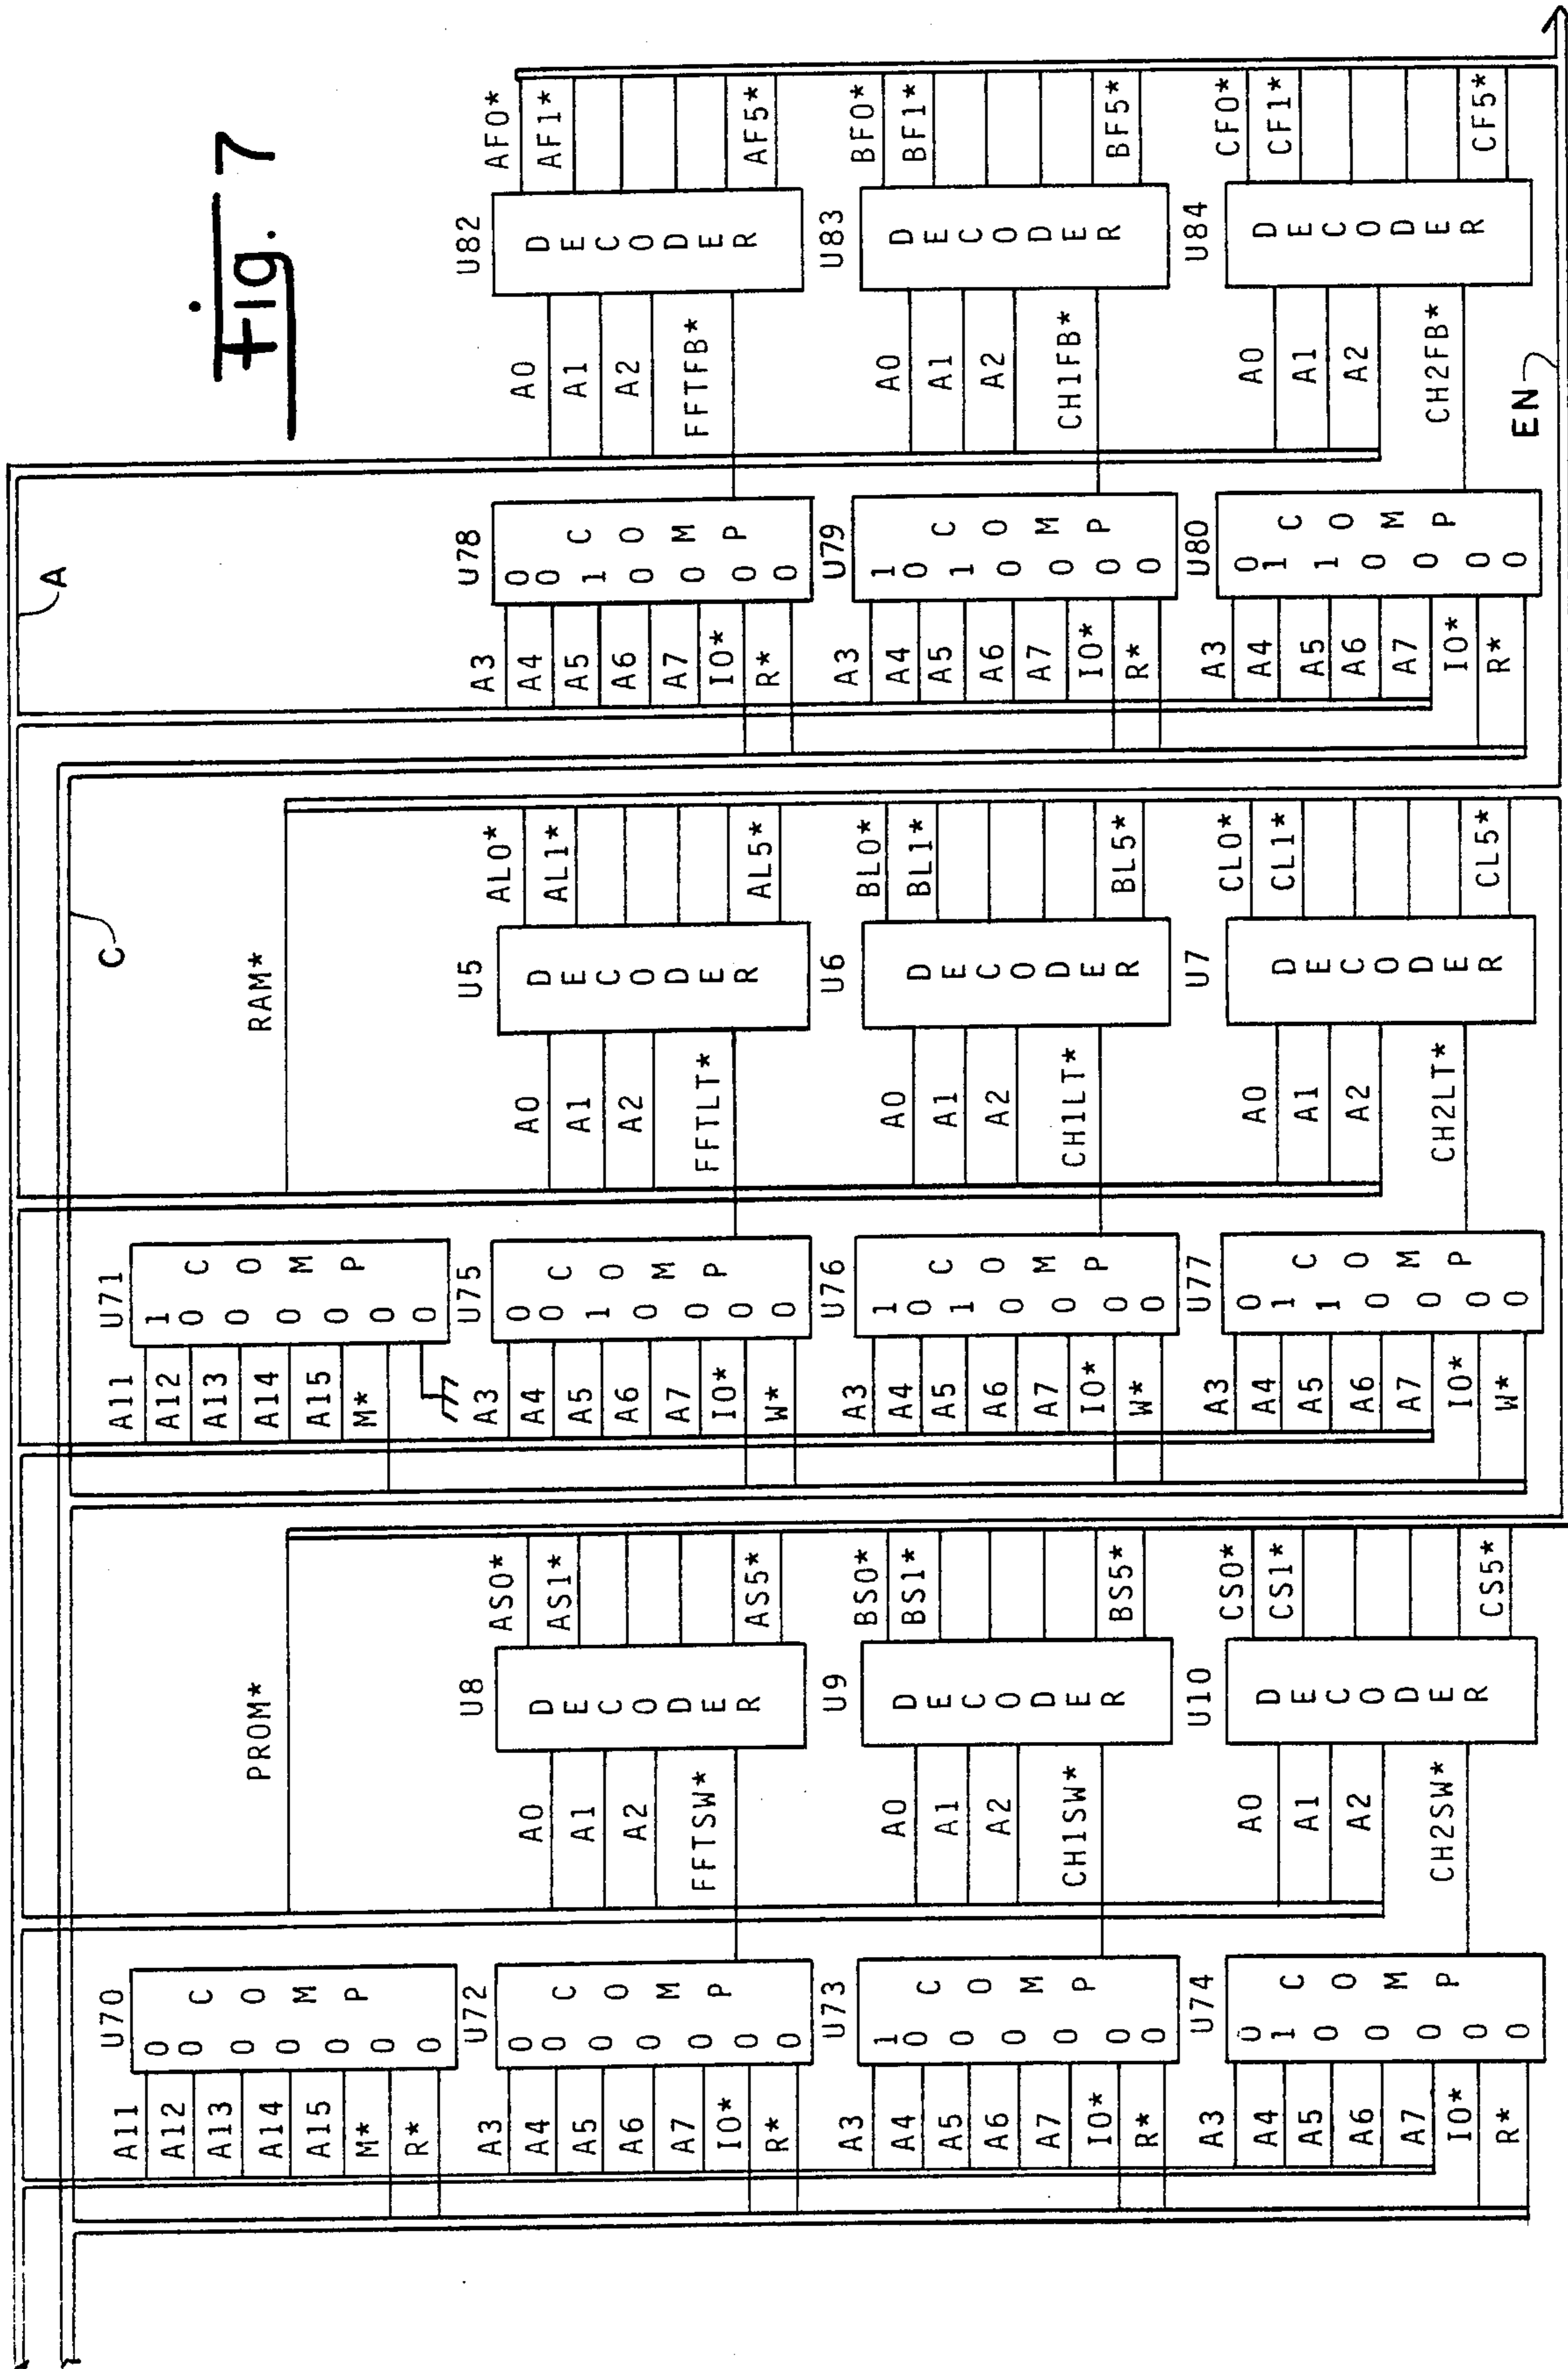 Fig. 7
A
C
U70
A11 0
A12 0
A13 0
A14 0
A15 0
M* 0
R* 0
COMP
PROM*
U72
A3 0
A4 0
A5 0
A6 0
A7 0
IO* 0
R* 0
COMP
FFTSW*
U8
A0
A1
A2
DECODER
AS0*
AS1*
AS5*
U73
A3 1
A4 0
A5 0
A6 0
A7 0
IO* 0
R* 0
COMP
CH1SW*
U9
A0
A1
A2
DECODER
BS0*
BS1*
BS5*
U74
A3 0
A4 1
A5 0
A6 0
A7 0
IO* 0
R* 0
COMP
CH2SW*
U10
A0
A1
A2
DECODER
CS0*
CS1*
CS5*
U71
A11 1
A12 0
A13 0
A14 0
A15 0
M* 0
0
COMP
RAM*
U75
A3 0
A4 0
A5 1
A6 0
A7 0
IO* 0
W* 0
COMP
FFTLT*
U5
A0
A1
A2
DECODER
AL0*
AL1*
AL5*
U76
A3 1
A4 0
A5 1
A6 0
A7 0
IO* 0
W* 0
COMP
CH1LT*
U6
A0
A1
A2
DECODER
BL0*
BL1*
BL5*
U77
A3 0
A4 1
A5 1
A6 0
A7 0
IO* 0
W* 0
COMP
CH2LT*
U7
A0
A1
A2
DECODER
CL0*
CL1*
CL5*
U78
A3 0
A4 0
A5 1
A6 0
A7 0
IO* 0
R* 0
COMP
FFTFB*
U82
A0
A1
A2
DECODER
AF0*
AF1*
AF5*
U79
A3 1
A4 0
A5 1
A6 0
A7 0
IO* 0
R* 0
COMP
CH1FB*
U83
A0
A1
A2
DECODER
BF0*
BF1*
BF5*
U80
A3 0
A4 1
A5 1
A6 0
A7 0
IO* 0
R* 0
COMP
CH2FB*
U84
A0
A1
A2
DECODER
CF0*
CF1*
CF5*
EN